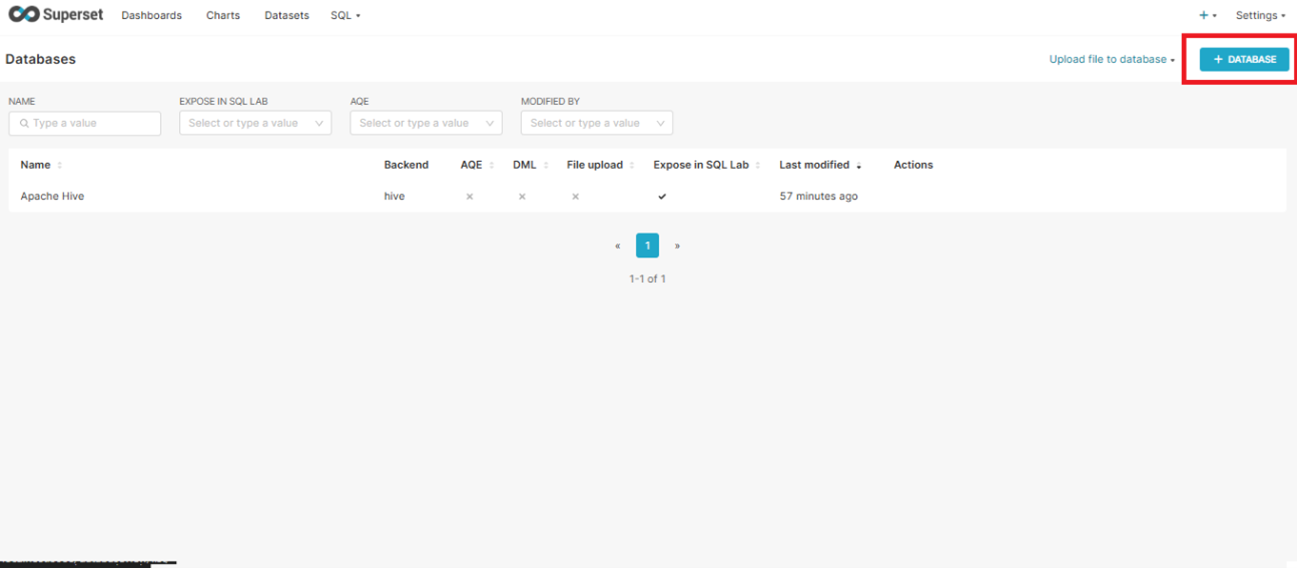 Superset Dashboards Charts Datasets SQL + Settings
Databases Upload file to database + DATABASE
NAME EXPOSE IN SQL LAB AQE MODIFIED BY
Type a value Select or type a value Select or type a value Select or type a value
Name Backend AQE DML File upload Expose in SQL Lab Last modified Actions
Apache Hive hive × × × ✓ 57 minutes ago
« 1 »
1-1 of 1